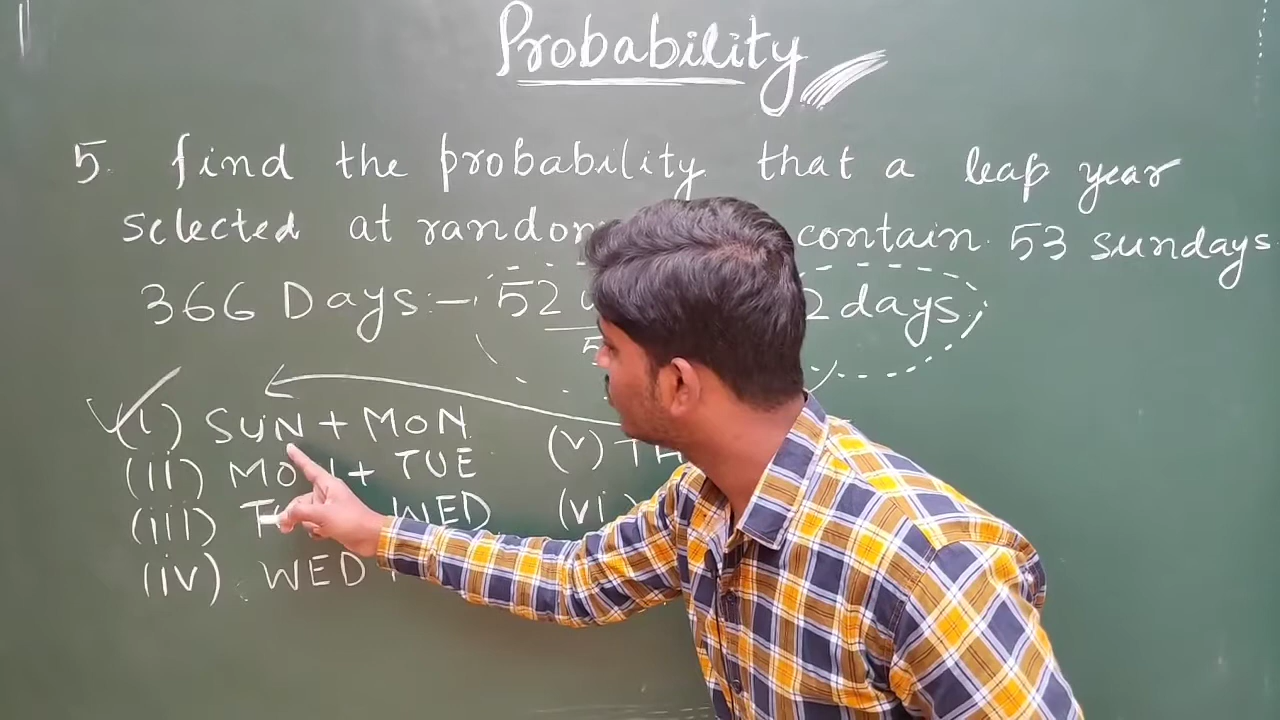 Probability
5. find the probability that a leap year
selected at random contain 53 sundays
366 Days :- 52 2 days
(i) SUN + MON
(ii) MON + TUE
(iii) WED
(iv) WED
(v) TH
(vi)